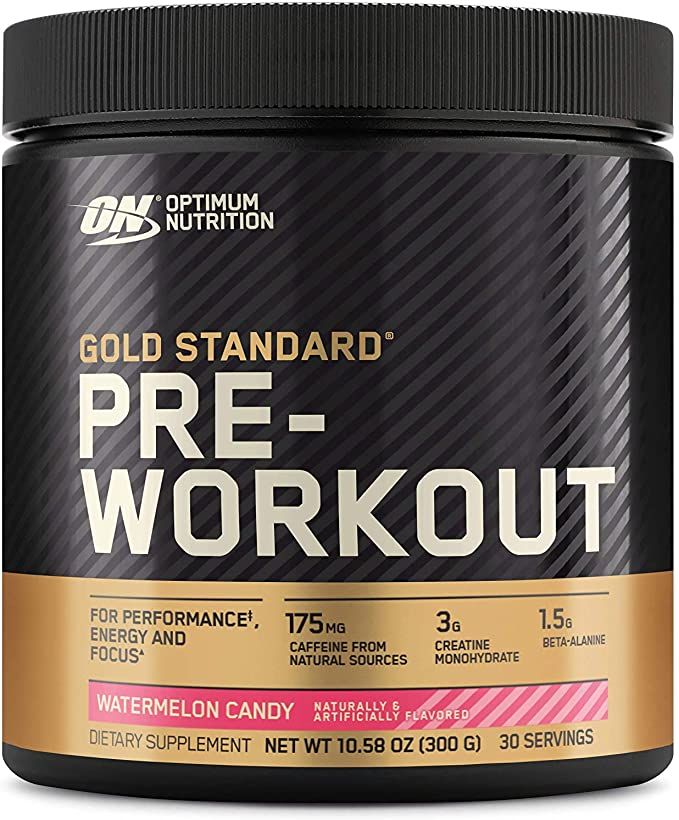 ON® OPTIMUM
NUTRITION
GOLD STANDARD®
PRE-
WORKOUT
FOR PERFORMANCE‡,
ENERGY AND
FOCUS▲
175MG
CAFFEINE FROM
NATURAL SOURCES
3G
CREATINE
MONOHYDRATE
1.5G
BETA-ALANINE
WATERMELON CANDY
NATURALLY &
ARTIFICIALLY FLAVORED
DIETARY SUPPLEMENT NET WT 10.58 OZ (300 G) 30 SERVINGS